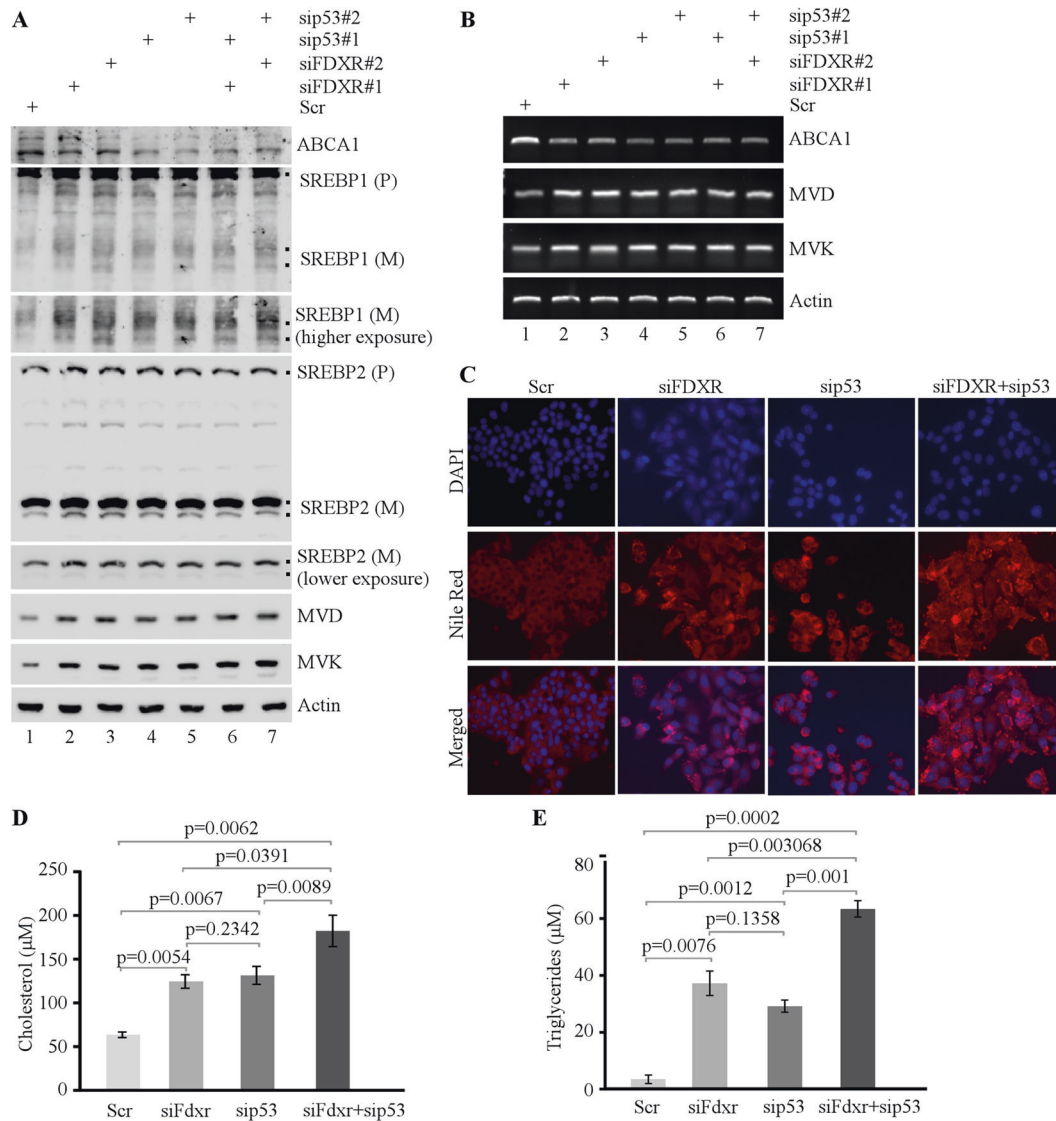 A
+ + sip53#2
+ + sip53#1
+ + siFDXR#2
+ + siFDXR#1
+ Scr
ABCA1
SREBP1 (P)
SREBP1 (M)
SREBP1 (M)
(higher exposure)
SREBP2 (P)
SREBP2 (M)
SREBP2 (M)
(lower exposure)
MVD
MVK
Actin
1 2 3 4 5 6 7
B
+ + sip53#2
+ + sip53#1
+ + siFDXR#2
+ + siFDXR#1
+ Scr
ABCA1
MVD
MVK
Actin
1 2 3 4 5 6 7
C
Scr siFDXR sip53 siFDXR+sip53
DAPI
Nile Red
Merged
D
p=0.0062
p=0.0391
p=0.0067 p=0.0089
p=0.2342
p=0.0054
Cholesterol (μM)
250
200
150
100
50
0
Scr siFdxr sip53 siFdxr+sip53
E
p=0.0002
p=0.003068
p=0.0012 p=0.001
p=0.1358
p=0.0076
Triglycerides (μM)
80
60
40
20
0
Scr siFdxr sip53 siFdxr+sip53